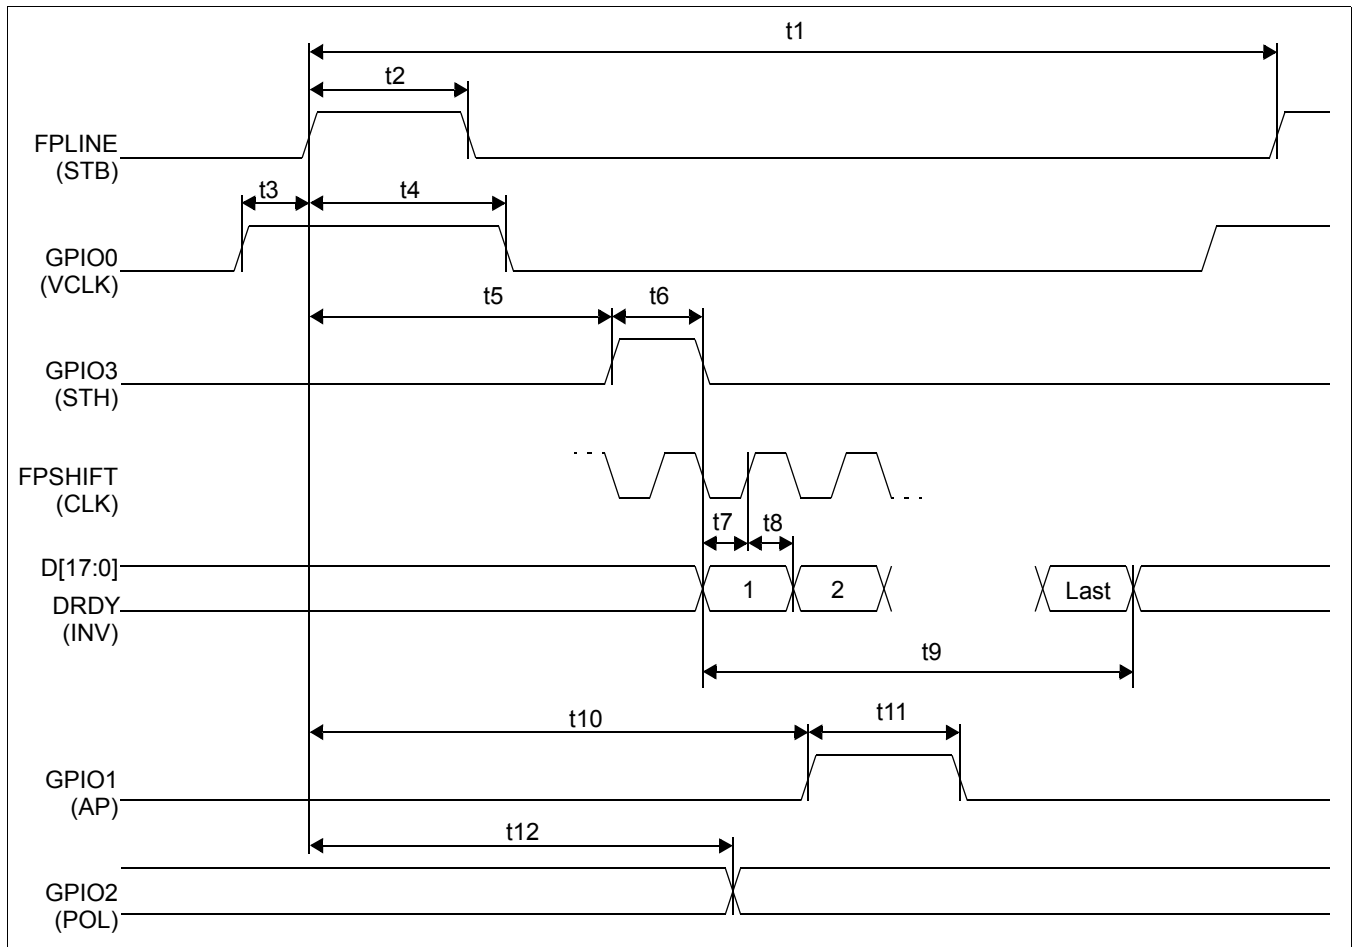 t1
t2
FPLINE
(STB)
t3
t4
GPIO0
(VCLK)
t5
t6
GPIO3
(STH)
FPSHIFT
(CLK)
t7
t8
D[17:0]
1
2
Last
DRDY
(INV)
t9
t10
t11
GPIO1
(AP)
t12
GPIO2
(POL)